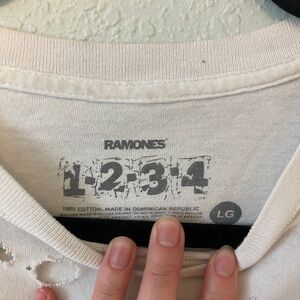 RAMONES
1-2-3-4
100% COTTON. MADE IN DOMINICAN REPUBLIC
LG